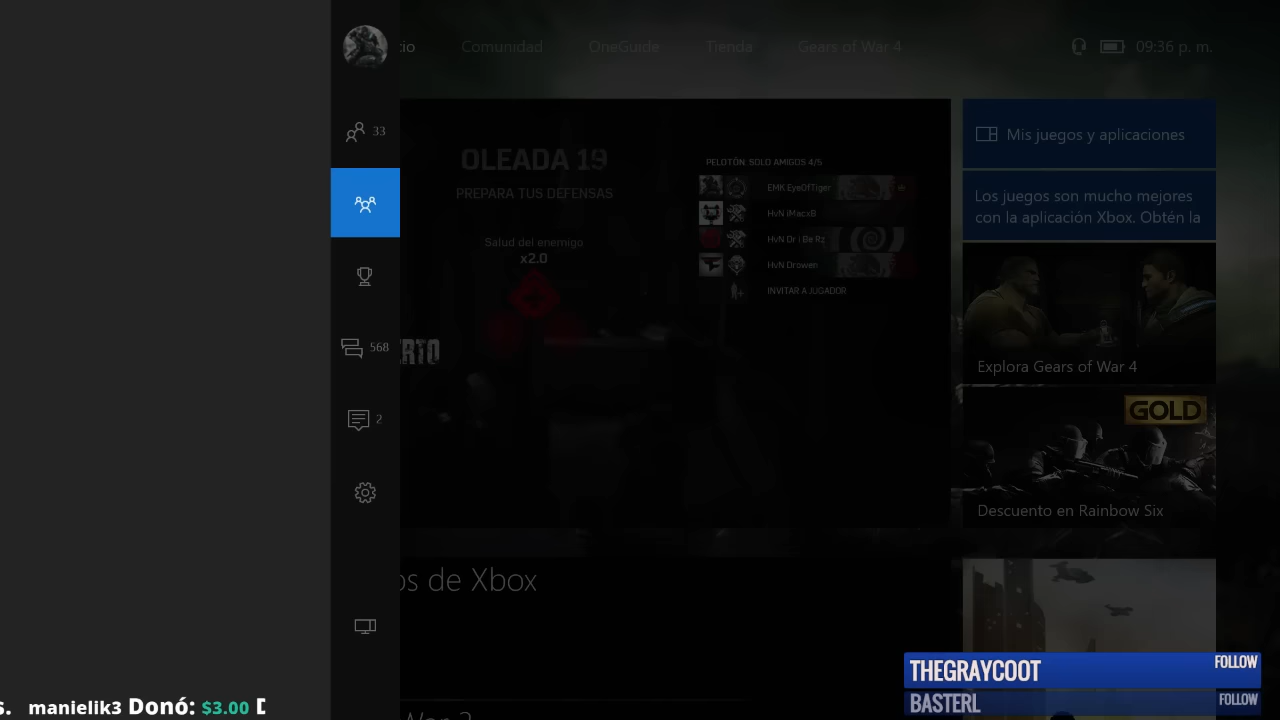 cio
Comunidad
OneGuide
Tienda
Gears of War 4
09:36 p. m.
33
568
2
OLEADA 19
PREPARA TUS DEFENSAS
Salud del enemigo
x2.0
ERTO
PELOTÓN: SOLO AMIGOS 4/5
EMK EyeOfTiger
HvN iMacxB
HvN Dr i Be Rz
HvN Drowen
INVITAR A JUGADOR
Mis juegos y aplicaciones
Los juegos son mucho mejores
con la aplicación Xbox. Obtén la
Explora Gears of War 4
GOLD
Descuento en Rainbow Six
os de Xbox
THEGRAYCOOT FOLLOW
BASTERL FOLLOW
s. manielik3 Donó: $3.00